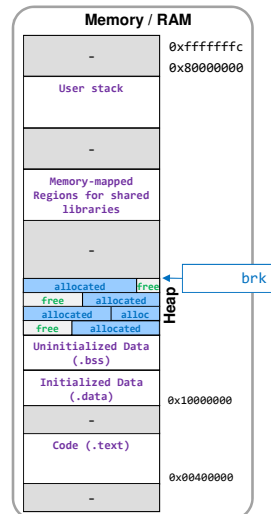 Memory / RAM
0xfffffffc
-
0x80000000
User stack
-
Memory-mapped
Regions for shared
libraries
-
brk
allocated free
free allocated
allocated alloc
free allocated
Heap
Uninitialized Data
(.bss)
Initialized Data
(.data)
0x10000000
-
Code (.text)
0x00400000
-